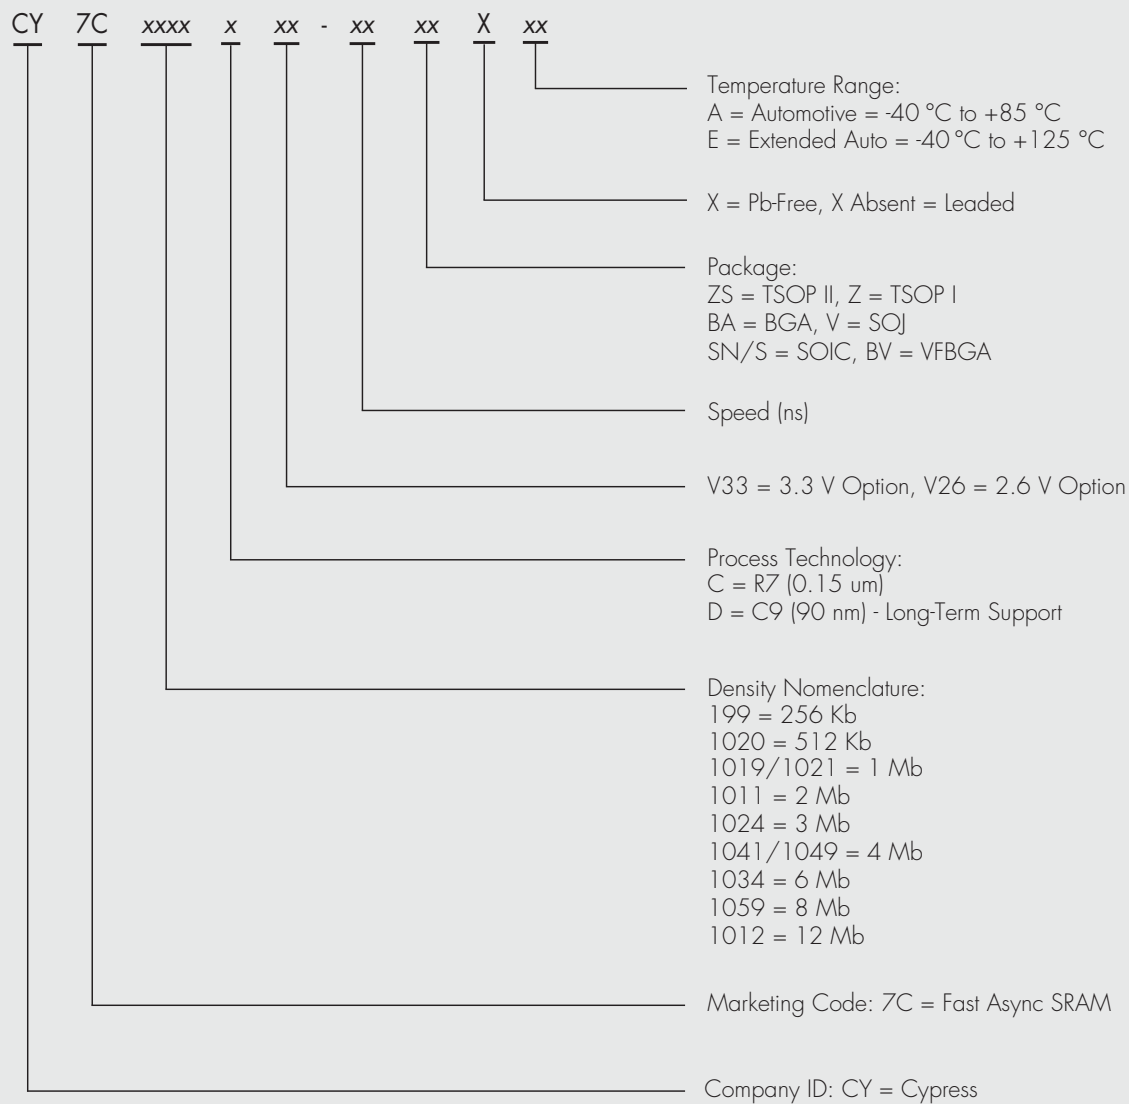 CY 7C xxxx x xx - xx xx X xx
Temperature Range:
A = Automotive = -40 °C to +85 °C
E = Extended Auto = -40 °C to +125 °C
X = Pb-Free, X Absent = Leaded
Package:
ZS = TSOP II, Z = TSOP I
BA = BGA, V = SOJ
SN/S = SOIC, BV = VFBGA
Speed (ns)
V33 = 3.3 V Option, V26 = 2.6 V Option
Process Technology:
C = R7 (0.15 um)
D = C9 (90 nm) - Long-Term Support
Density Nomenclature:
199 = 256 Kb
1020 = 512 Kb
1019/1021 = 1 Mb
1011 = 2 Mb
1024 = 3 Mb
1041/1049 = 4 Mb
1034 = 6 Mb
1059 = 8 Mb
1012 = 12 Mb
Marketing Code: 7C = Fast Async SRAM
Company ID: CY = Cypress